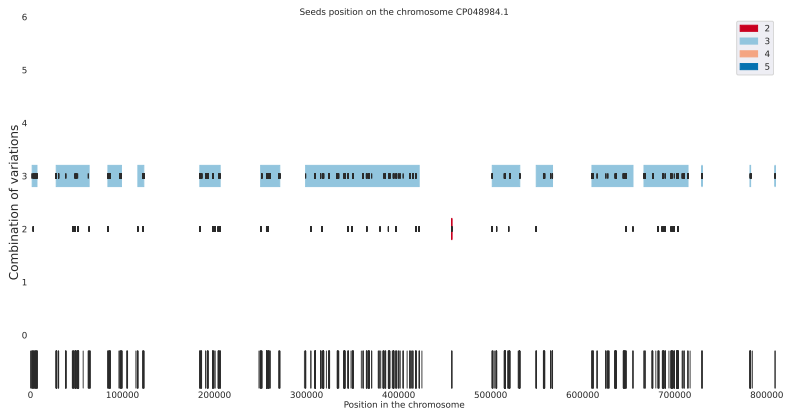 Seeds position on the chromosome CP048984.1
6
5
4
3
2
1
0
Combination of variations
2
3
4
5
0 100000 200000 300000 400000 500000 600000 700000 800000
Position in the chromosome